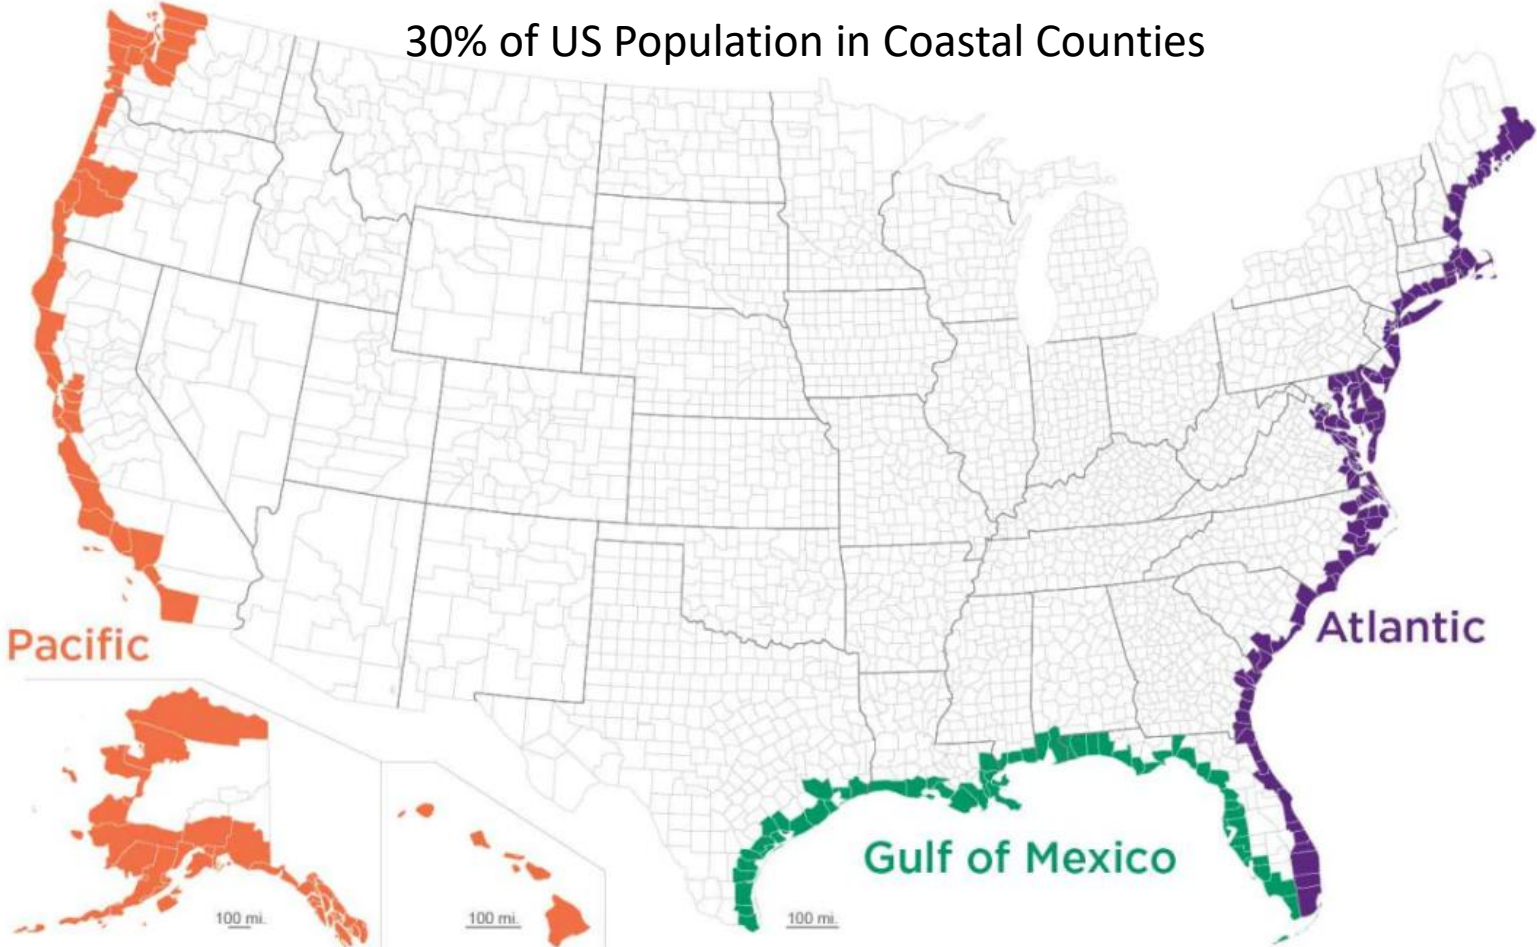 30% of US Population in Coastal Counties
Pacific
Atlantic
Gulf of Mexico
100 mi.
100 mi.
100 mi.